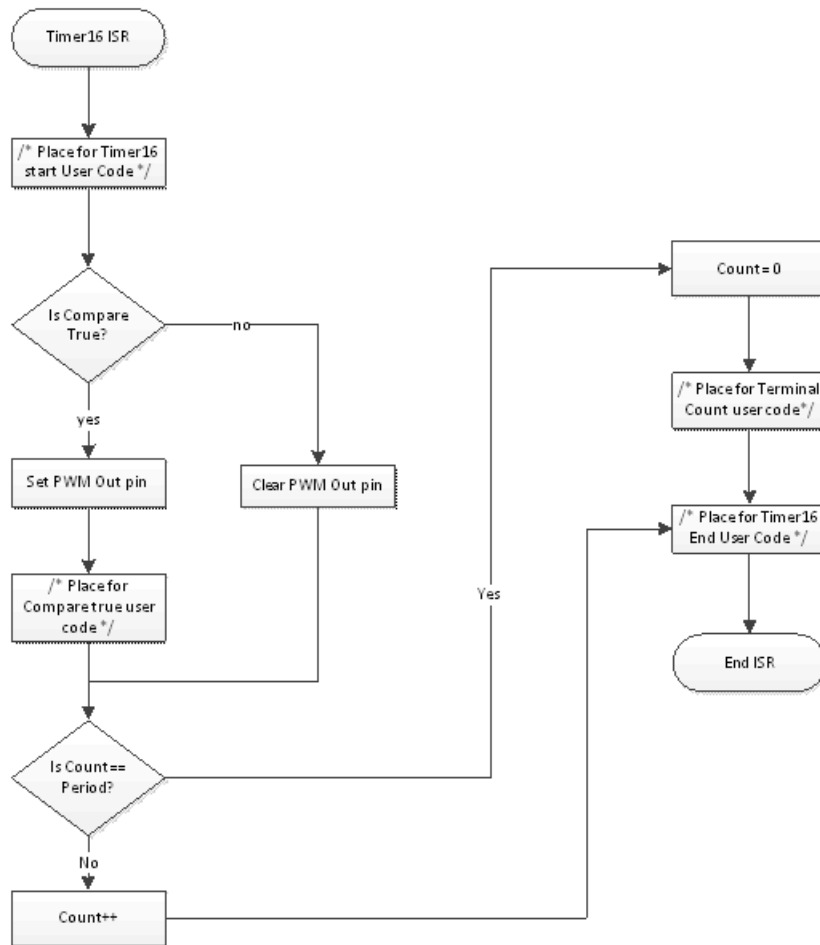 Timer16 ISR
/* Place for Timer16
start User Code */
Is Compare
True?
no
yes
Set PWM Out pin
Clear PWM Out pin
/* Place for
Compare true user
code */
Is Count==
Period?
No
Count++
Yes
Count= 0
/* Place for Terminal
Count user code*/
/* Place for Timer16
End User Code */
End ISR